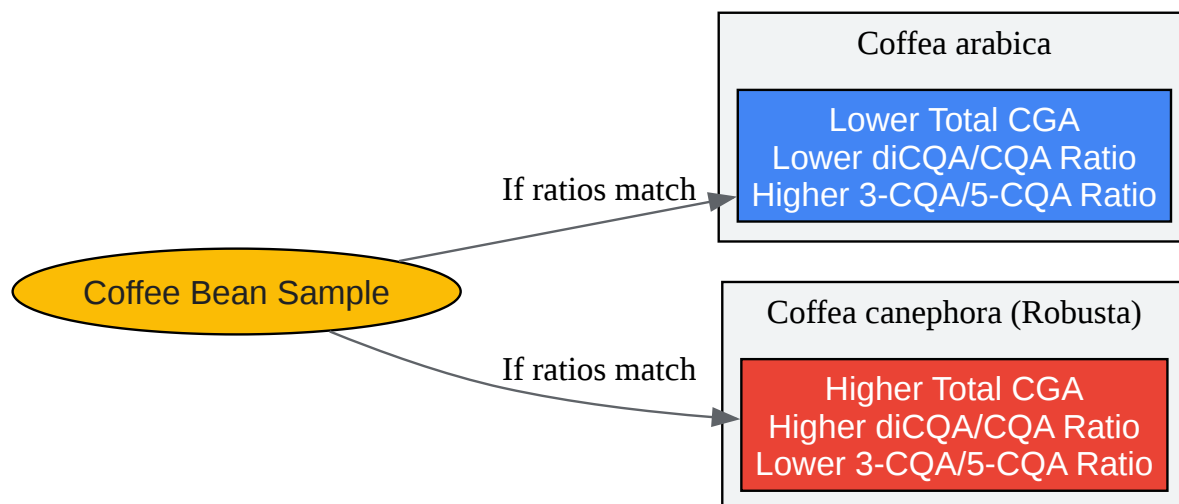 Coffea arabica
Lower Total CGA
Lower diCQA/CQA Ratio
Higher 3-CQA/5-CQA Ratio
If ratios match
Coffee Bean Sample
Coffea canephora (Robusta)
If ratios match
Higher Total CGA
Higher diCQA/CQA Ratio
Lower 3-CQA/5-CQA Ratio